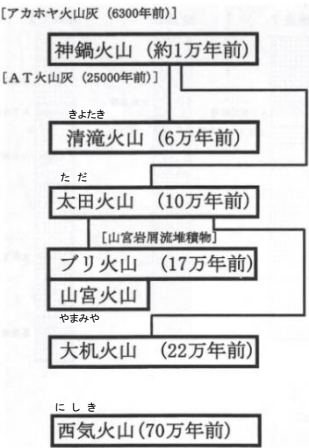 [アカホヤ火山灰(6300年前)]
神鍋火山(約1万年前)
[AT火山灰(25000年前)]
きよたき
清滝火山(6万年前)
ただ
太田火山(10万年前)
[山宮岩屑流堆積物]
ブリ火山(17万年前)
山宮火山
やまみや
大机火山(22万年前)
にしき
西気火山(70万年前)